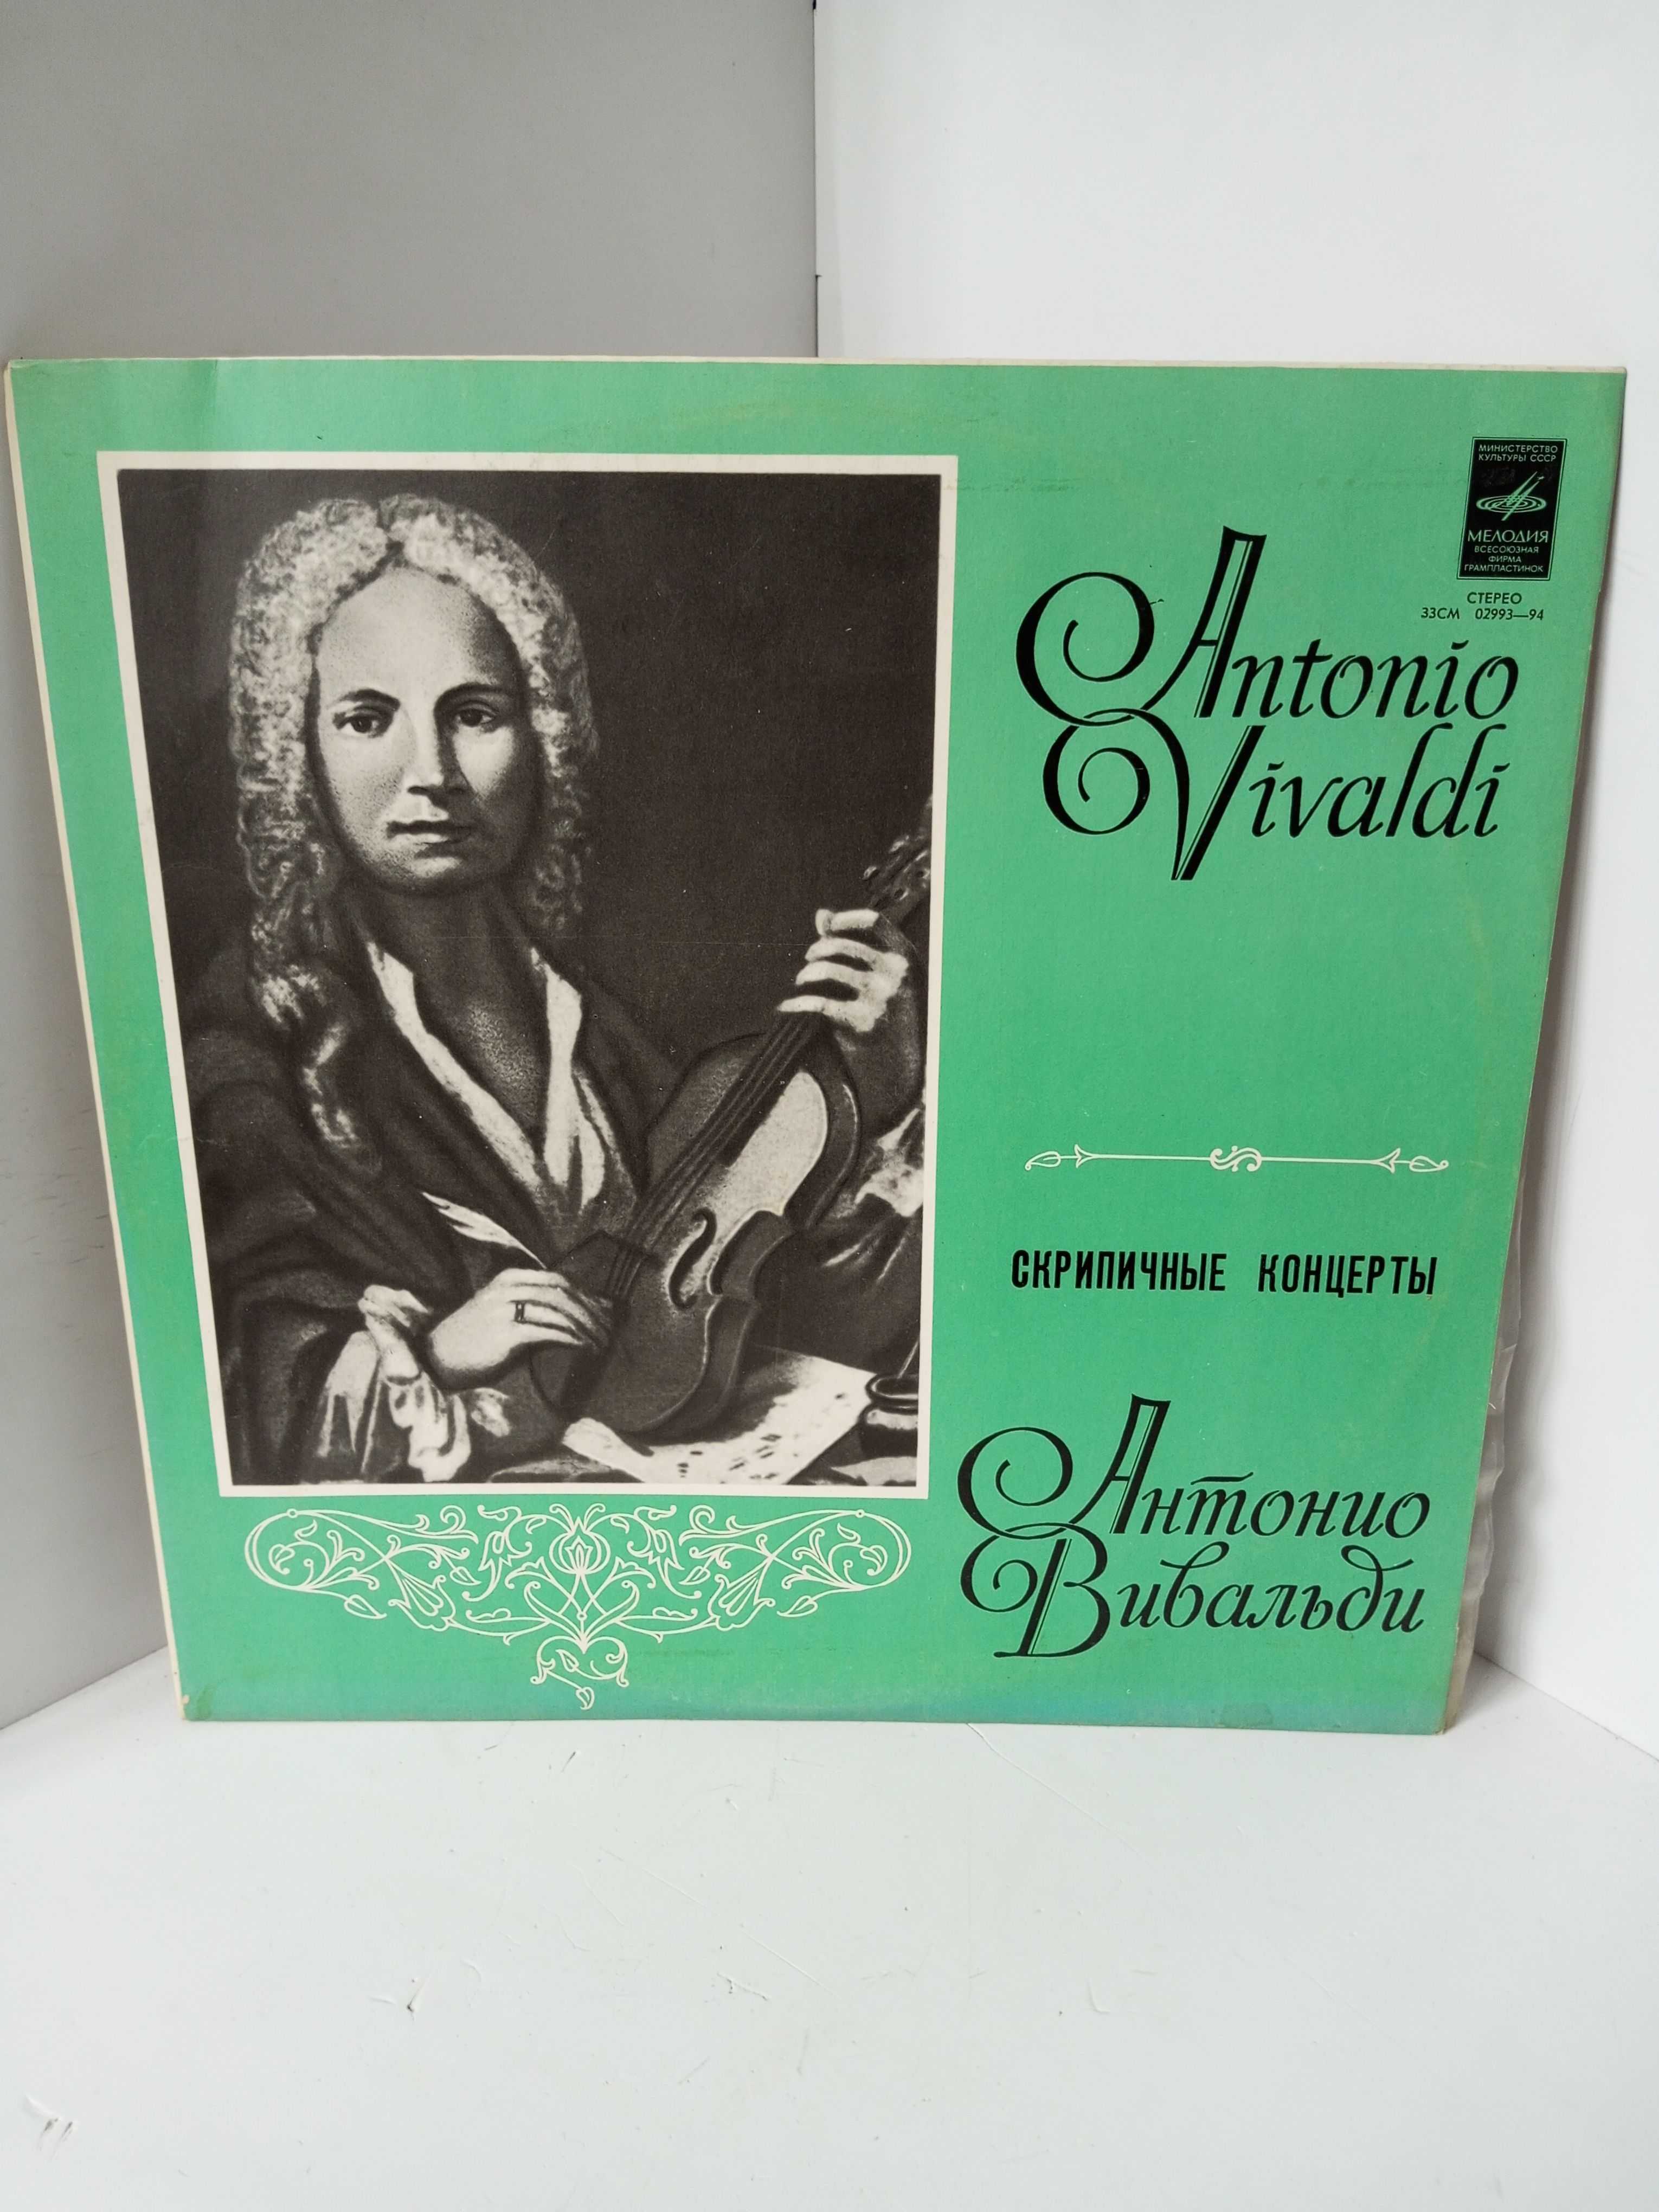 МИНИСТЕРСТВО
КУЛЬТУРЫ СССР
МЕЛОДИЯ
ВСЕСОЮЗНАЯ
ФИРМА
ГРАМПЛАСТИНОК
СТЕРЕО
33СМ 02993—94
Antonio
Vivaldi
СКРИПИЧНЫЕ КОНЦЕРТЫ
Антонио
Вивальди